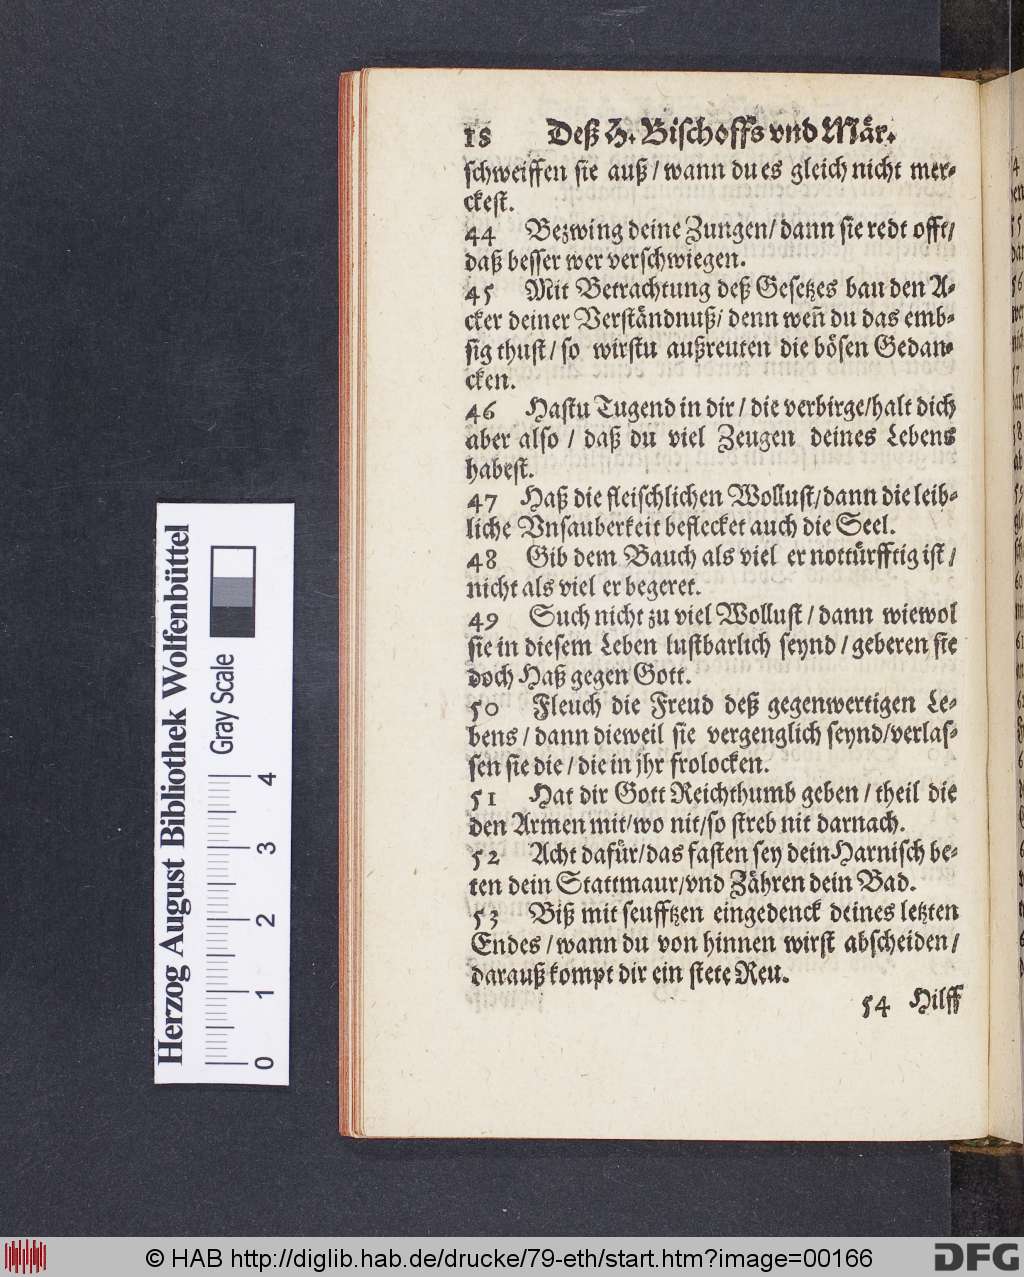 18 Deß H. Bischoffs vnd Mär.
schweiffen sie auß / wann du es gleich nicht mer-
ckest.
44 Bezwing deine Zungen / dann sie redt offt /
daß besser wer verschwiegen.
45 Mit Betrachtung deß Gesetzes bau den A-
cker deiner Verständnuß / denn weñ du das emb-
sig thust / so wirstu außreuten die bösen Gedan-
cken.
46 Hastu Tugend in dir / die verbirge / halt dich
aber also / daß du viel Zeugen deines Lebens
habest.
47 Haß die fleischlichen Wollust / dann die leib-
liche Vnsauberkeit beflecket auch die Seel.
48 Gib dem Bauch als viel er nottürfftig ist /
nicht als viel er begeret.
49 Such nicht zu viel Wollust / dann wiewol
sie in diesem Leben lustbarlich seynd / geberen sie
doch Haß gegen Gott.
50 Fleuch die Freud deß gegenwertigen Le-
bens / dann dieweil sie vergenglich seynd / verlas-
sen sie die / die in jhr frolocken.
51 Hat dir Gott Reichthumb geben / theil die
den Armen mit / wo nit / so streb nit darnach.
52 Acht dafür / das fasten sey dein Harnisch be-
ten dein Stattmaur / vnd Zähren dein Bad.
53 Biß mit seufftzen eingedenck deines letzten
Endes / wann du von hinnen wirst abscheiden /
darauß kompt dir ein stete Reu.
54 Hilff
Herzog August Bibliothek Wolfenbüttel
Gray Scale
0 1 2 3 4
© HAB http://diglib.hab.de/drucke/79-eth/start.htm?image=00166
DFG